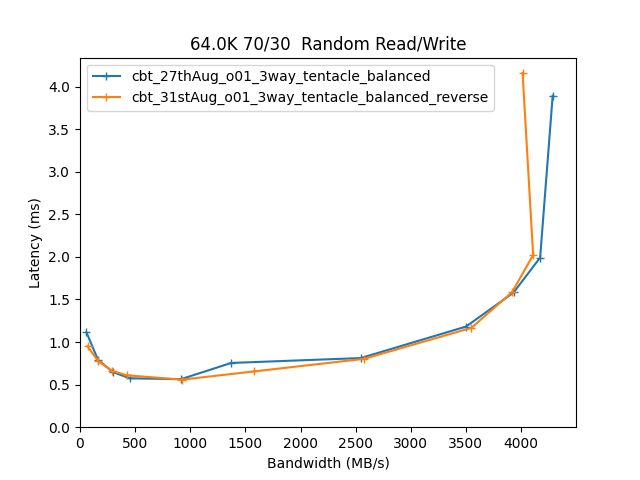 64.0K 70/30  Random Read/Write
cbt_27thAug_o01_3way_tentacle_balanced
cbt_31stAug_o01_3way_tentacle_balanced_reverse
Latency (ms)
4.0
3.5
3.0
2.5
2.0
1.5
1.0
0.5
0.0
0 500 1000 1500 2000 2500 3000 3500 4000
Bandwidth (MB/s)